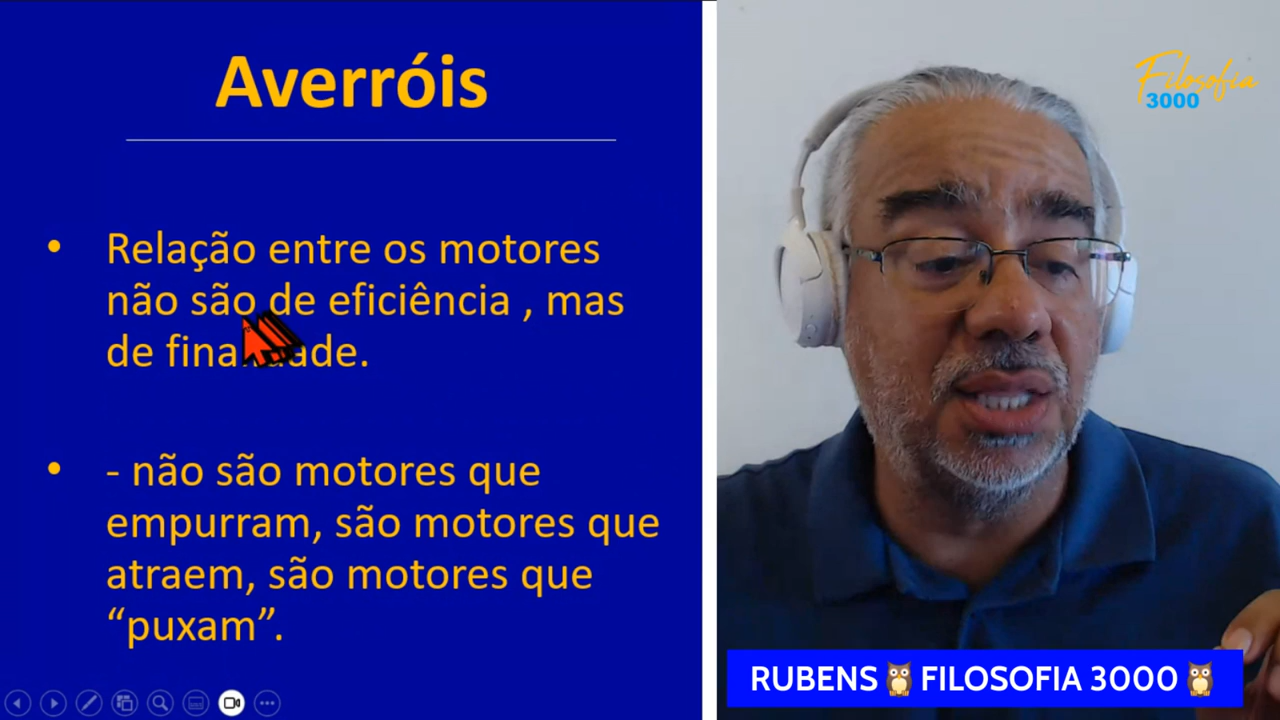 Averróis
• Relação entre os motores
não são de eficiência , mas
de finalidade.
• - não são motores que
empurram, são motores que
atraem, são motores que
“puxam”.
Filosofia
3000
RUBENS🦉FILOSOFIA 3000🦉